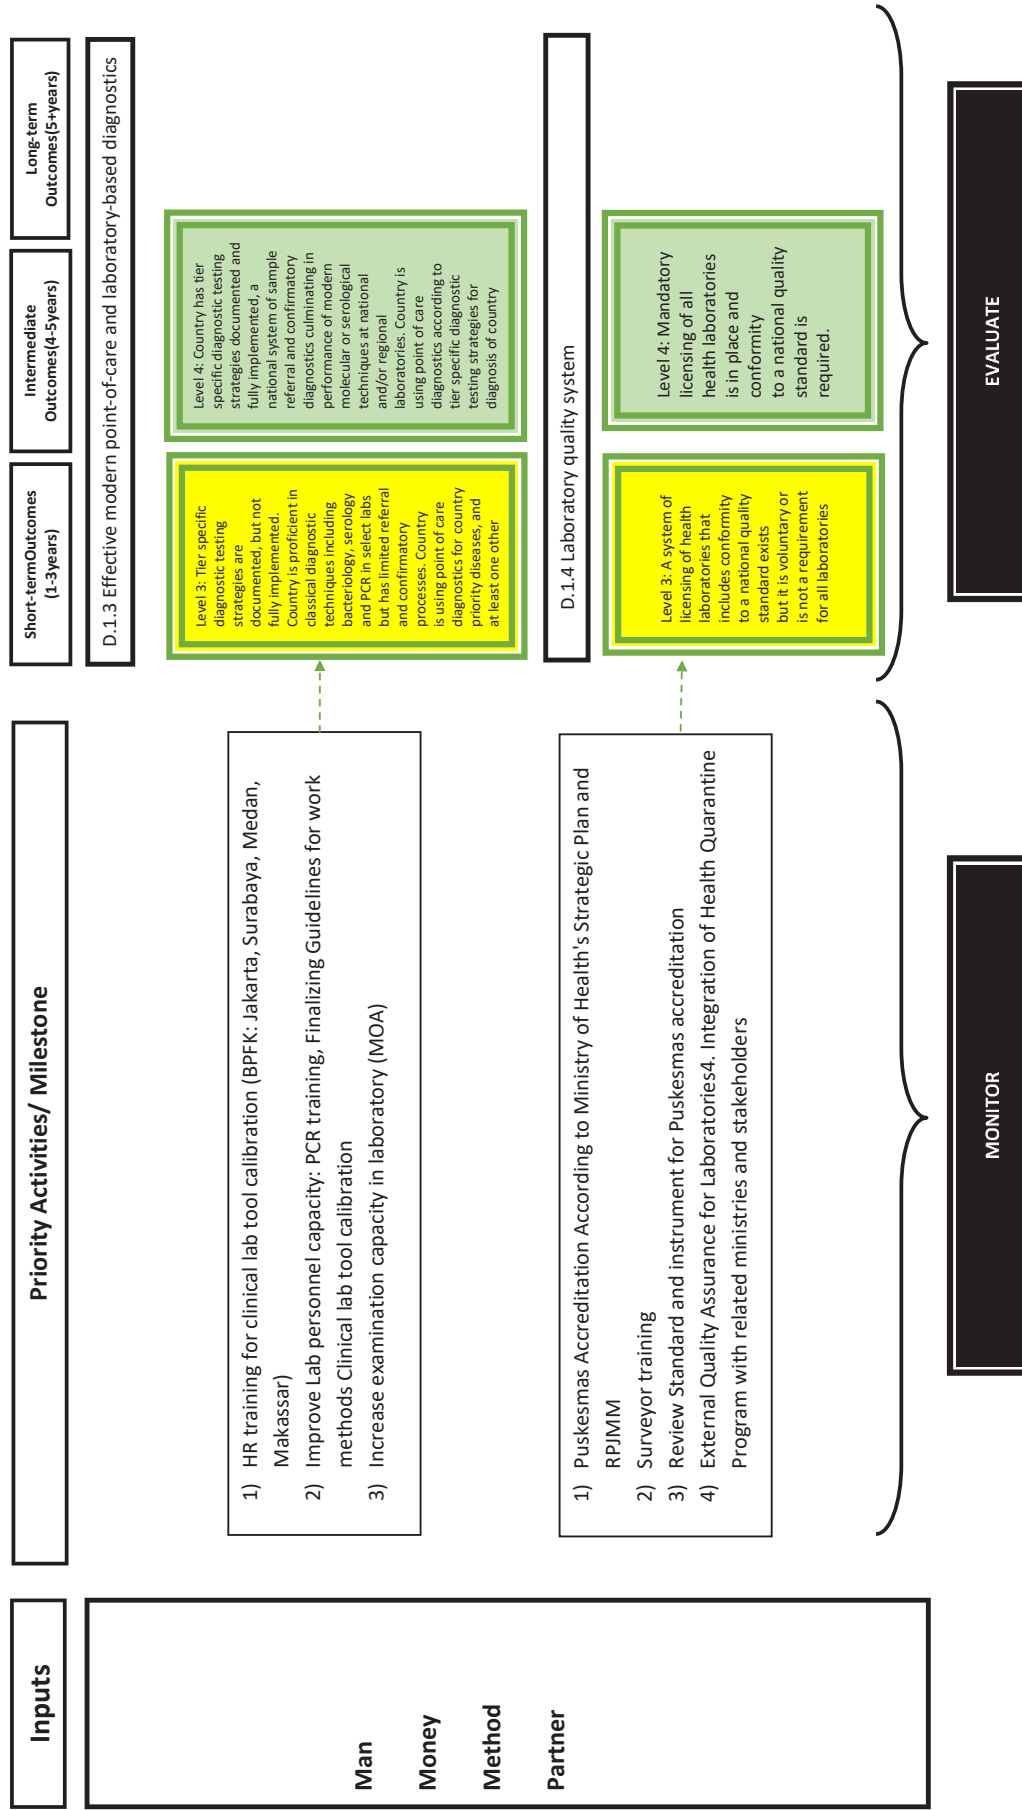 Inputs
Priority Activities/ Milestone
Short-termOutcomes
(1-3years)
Intermediate
Outcomes(4-5years)
Long-term
Outcomes(5+years)
Man
Money
Method
Partner
D.1.3 Effective modern point-of-care and laboratory-based diagnostics
1) HR training for clinical lab tool calibration (BPFK: Jakarta, Surabaya, Medan,
Makassar)
2) Improve Lab personnel capacity: PCR training, Finalizing Guidelines for work
methods Clinical lab tool calibration
3) Increase examination capacity in laboratory (MOA)
Level 3: Tier specific
diagnostic testing
strategies are
documented, but not
fully implemented.
Country is proficient in
classical diagnostic
techniques including
bacteriology, serology
and PCR in select labs
but has limited referral
and confirmatory
processes. Country
is using point of care
diagnostics for country
priority diseases, and
at least one other
Level 4: Country has tier
specific diagnostic testing
strategies documented and
fully implemented, a
national system of sample
referral and confirmatory
diagnostics culminating in
performance of modern
molecular or serological
techniques at national
and/or regional
laboratories. Country is
using point of care
diagnostics according to
tier specific diagnostic
testing strategies for
diagnosis of country
D.1.4 Laboratory quality system
1) Puskesmas Accreditation According to Ministry of Health's Strategic Plan and
RPJMM
2) Surveyor training
3) Review Standard and instrument for Puskesmas accreditation
4) External Quality Assurance for Laboratories4. Integration of Health Quarantine
Program with related ministries and stakeholders
Level 3: A system of
licensing of health
laboratories that
includes conformity
to a national quality
standard exists
but it is voluntary or
is not a requirement
for all laboratories
Level 4: Mandatory
licensing of all
health laboratories
is in place and
conformity
to a national quality
standard is
required.
MONITOR
EVALUATE